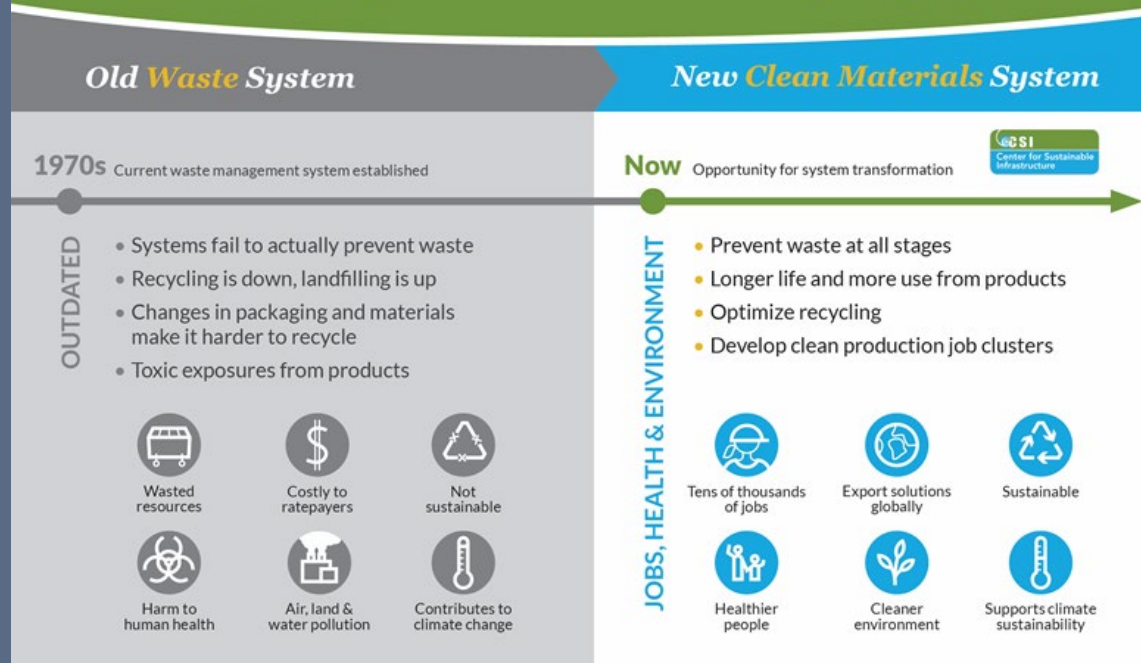 Old Waste System
New Clean Materials System
1970s Current waste management system established
Now Opportunity for system transformation
CSI
Center for Sustainable
Infrastructure
OUTDATED
• Systems fail to actually prevent waste
• Recycling is down, landfilling is up
• Changes in packaging and materials
make it harder to recycle
• Toxic exposures from products
Wasted
resources
Costly to
ratepayers
Not
sustainable
Harm to
human health
Air, land &
water pollution
Contributes to
climate change
JOBS, HEALTH & ENVIRONMENT
• Prevent waste at all stages
• Longer life and more use from products
• Optimize recycling
• Develop clean production job clusters
Tens of thousands
of jobs
Export solutions
globally
Sustainable
Healthier
people
Cleaner
environment
Supports climate
sustainability